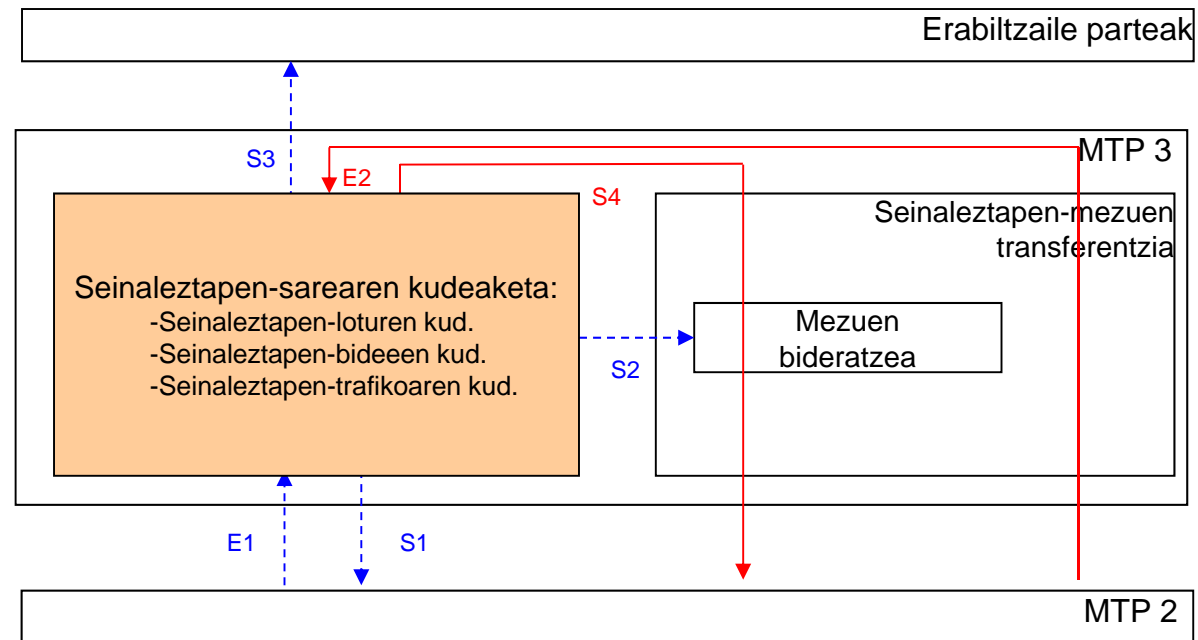 Erabiltzaile parteak
S3
MTP 3
E2
S4
Seinaleztapen-mezuen
transferentzia
Seinaleztapen-sarearen kudeaketa:
-Seinaleztapen-loturen kud.
-Seinaleztapen-bideeen kud.
-Seinaleztapen-trafikoaren kud.
Mezuen
bideratzea
S2
E1
S1
MTP 2